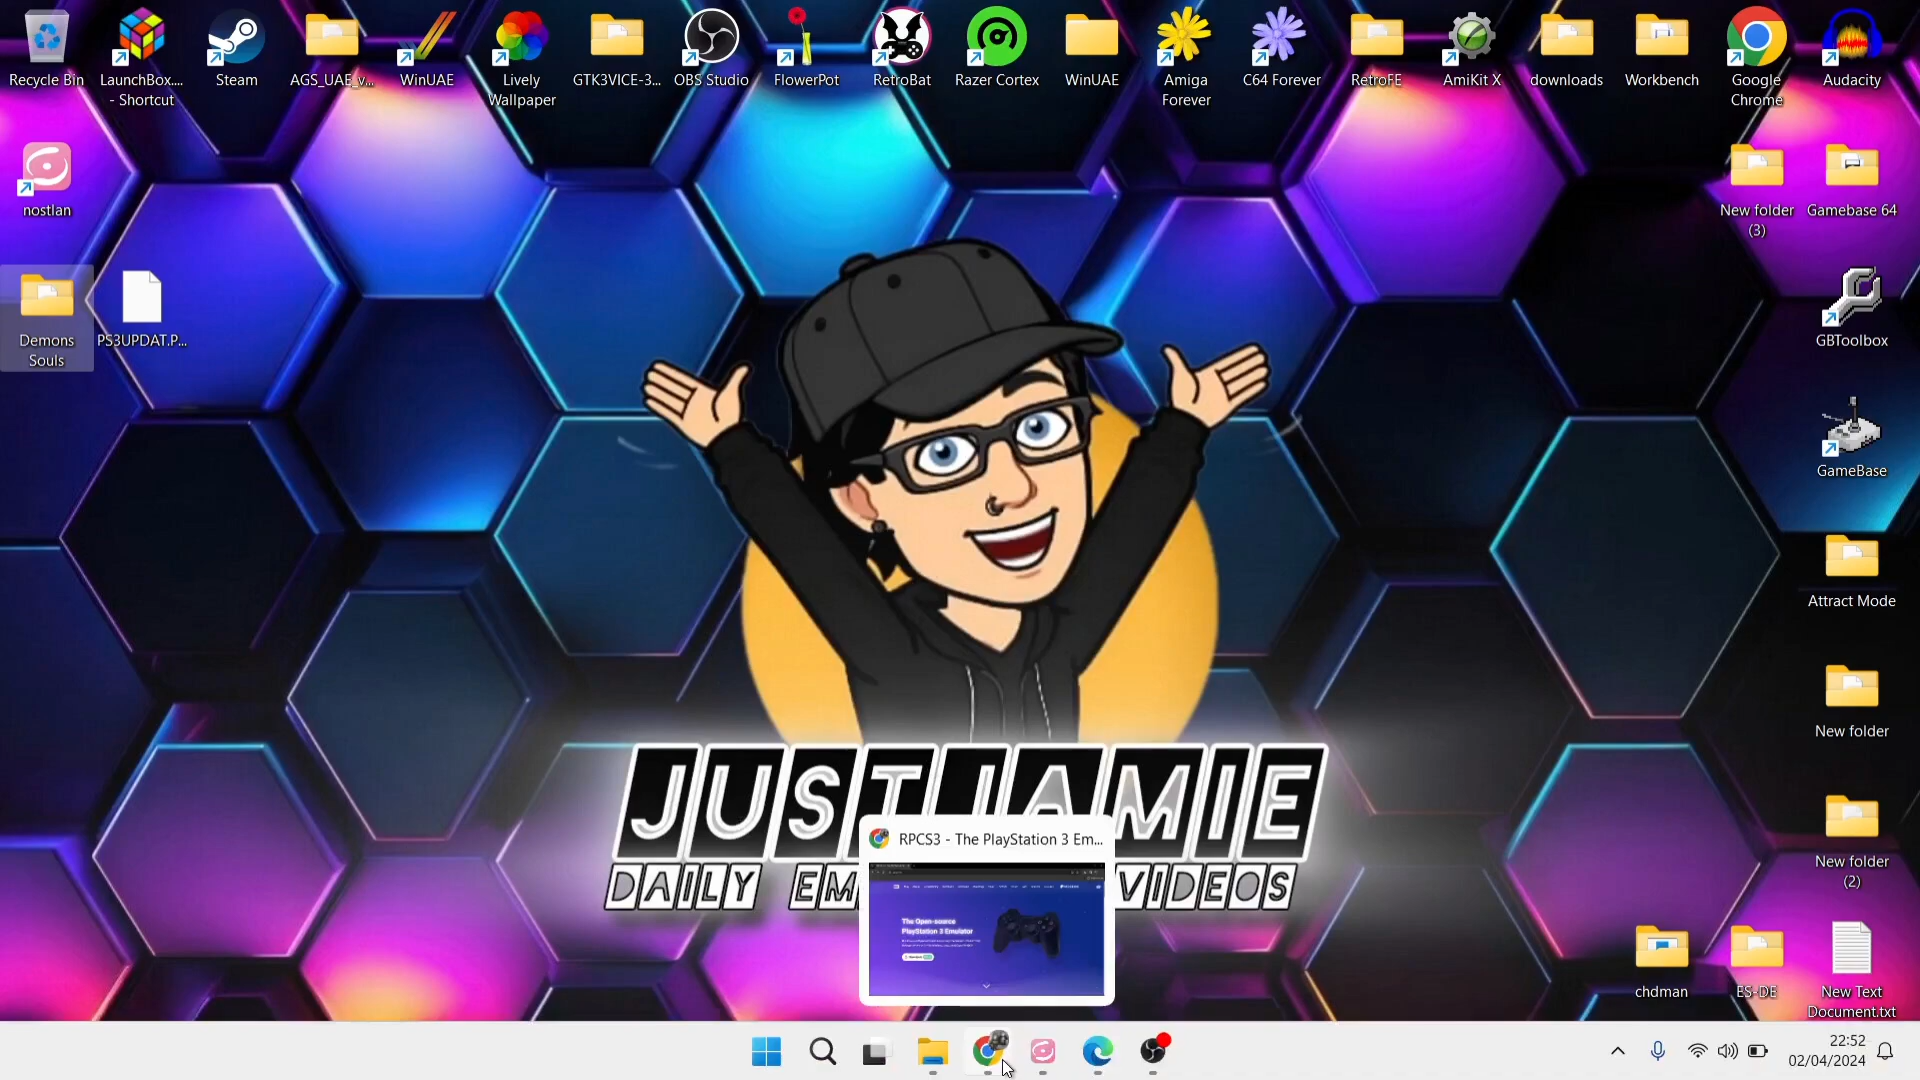 Recycle Bin
LaunchBox...
- Shortcut
Steam
AGS_UAE_v...
WinUAE
Lively
Wallpaper
GTK3VICE-3...
OBS Studio
FlowerPot
RetroBat
Razer Cortex
WinUAE
Amiga
Forever
C64 Forever
RetroFE
AmiKit X
downloads
Workbench
Google
Chrome
Audacity
nostlan
New folder
(3)
Gamebase 64
Demons
Souls
PS3UPDAT.P...
GBToolbox
GameBase
Attract Mode
New folder
JUST JAMIE
RPCS3 - The PlayStation 3 Em...
DAILY EM
VIDEOS
New folder
(2)
The Open-source
PlayStation 3 Emulator
chdman
ES-DE
New Text
Document.txt
22:52
02/04/2024